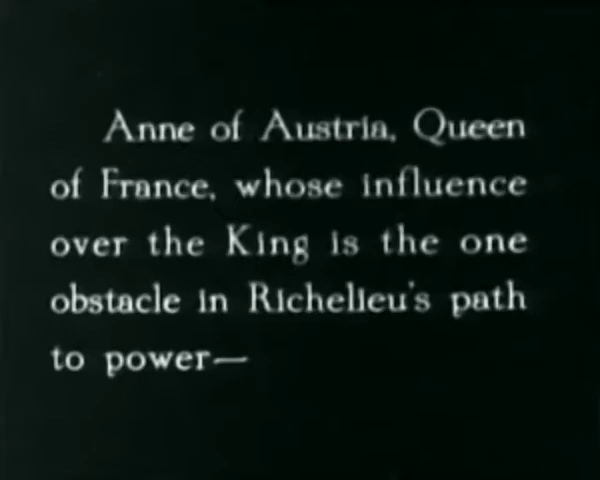 Anne of Austria, Queen
of France, whose influence
over the King is the one
obstacle in Richelieu's path
to power—